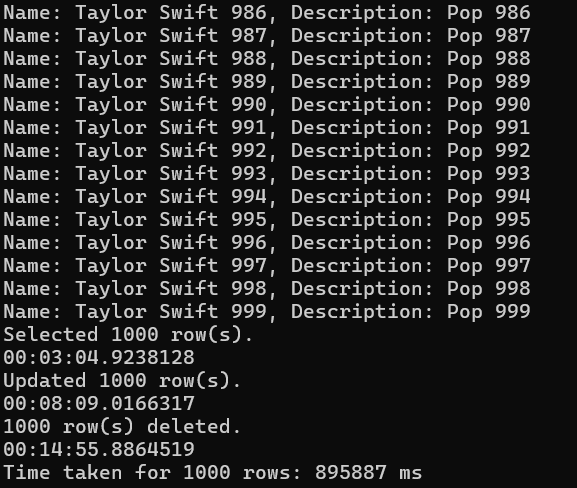 Name: Taylor Swift 986, Description: Pop 986
Name: Taylor Swift 987, Description: Pop 987
Name: Taylor Swift 988, Description: Pop 988
Name: Taylor Swift 989, Description: Pop 989
Name: Taylor Swift 990, Description: Pop 990
Name: Taylor Swift 991, Description: Pop 991
Name: Taylor Swift 992, Description: Pop 992
Name: Taylor Swift 993, Description: Pop 993
Name: Taylor Swift 994, Description: Pop 994
Name: Taylor Swift 995, Description: Pop 995
Name: Taylor Swift 996, Description: Pop 996
Name: Taylor Swift 997, Description: Pop 997
Name: Taylor Swift 998, Description: Pop 998
Name: Taylor Swift 999, Description: Pop 999
Selected 1000 row(s).
00:03:04.9238128
Updated 1000 row(s).
00:08:09.0166317
1000 row(s) deleted.
00:14:55.8864519
Time taken for 1000 rows: 895887 ms